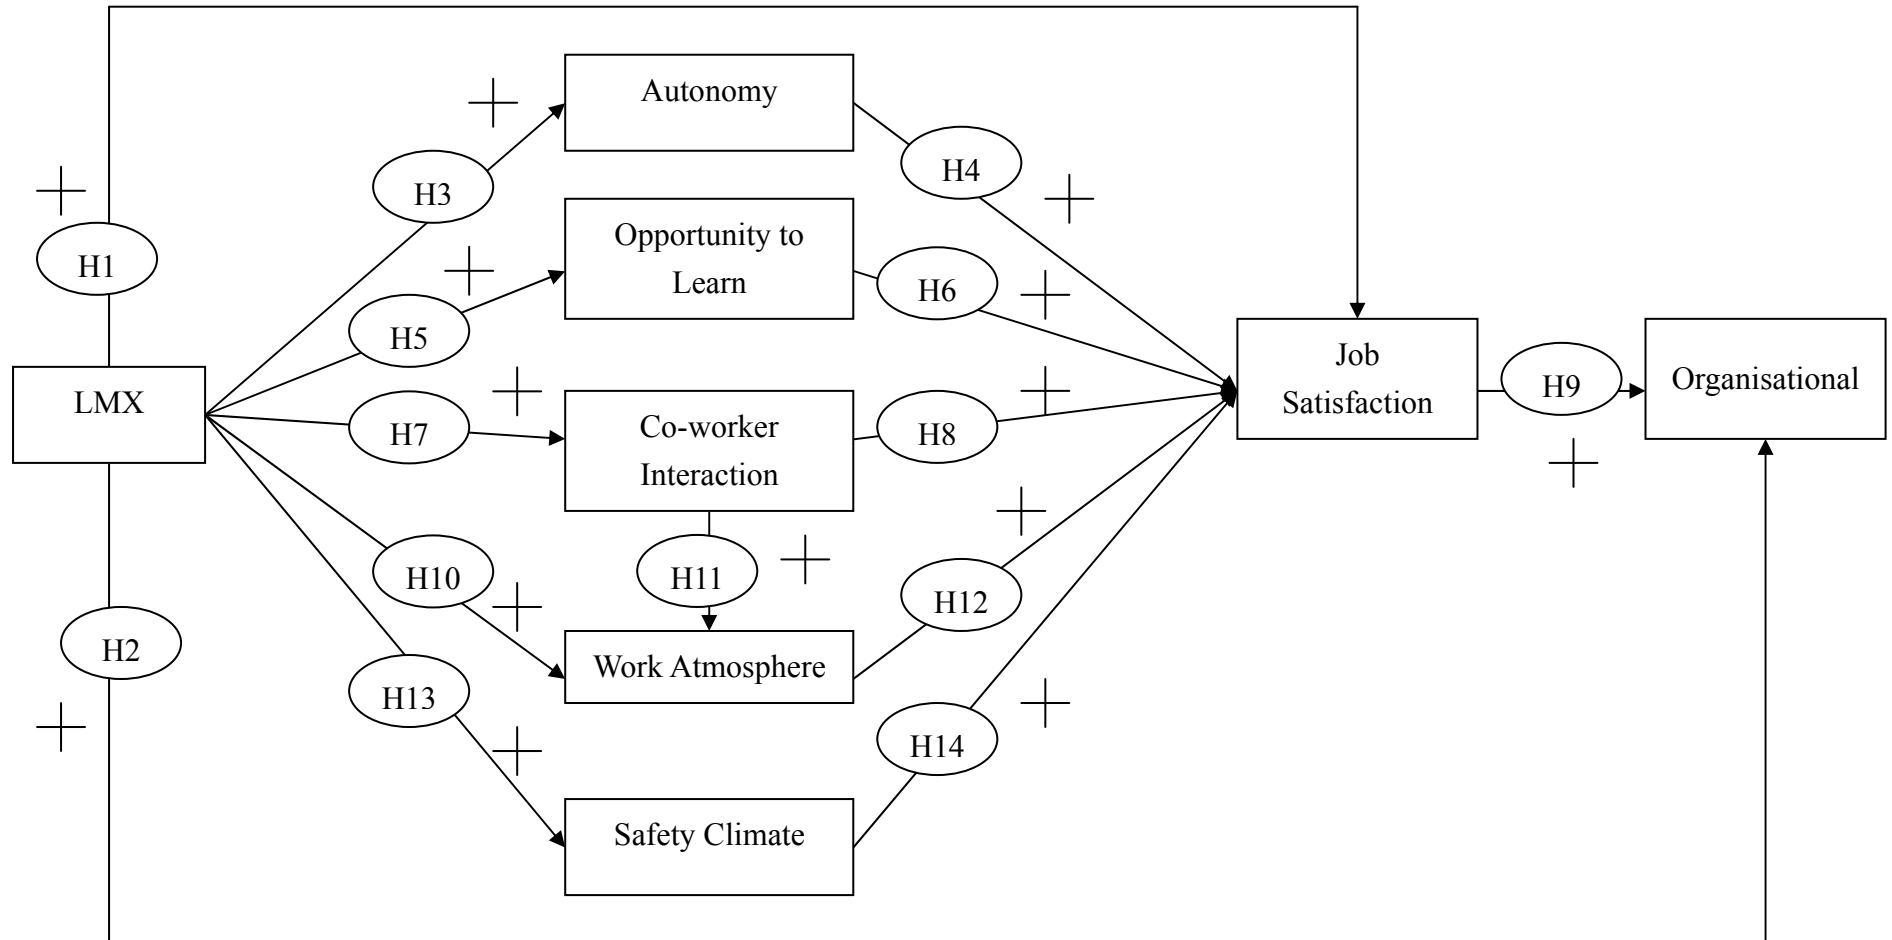 Autonomy
H3
H4
Opportunity to
Learn
H1
H5
H6
LMX
Co-worker
Interaction
H7
H8
Job
Satisfaction
H9
Organisational
H10
H11
H12
H2
Work Atmosphere
H13
H14
Safety Climate